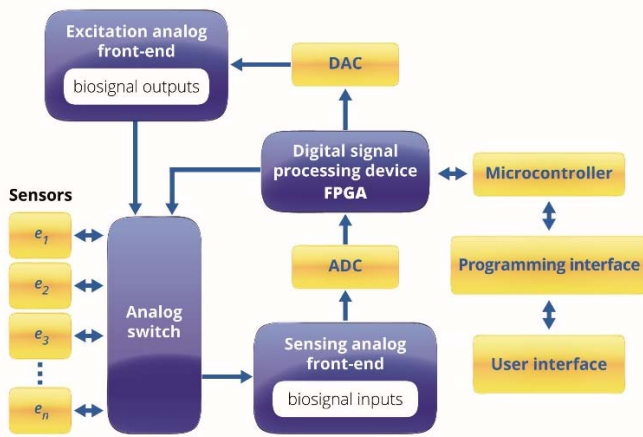 Excitation analog
front-end
biosignal outputs
DAC
Digital signal
processing device
FPGA
Microcontroller
Sensors
e1
e2
e3
en
Analog
switch
ADC
Programming interface
Sensing analog
front-end
biosignal inputs
User interface